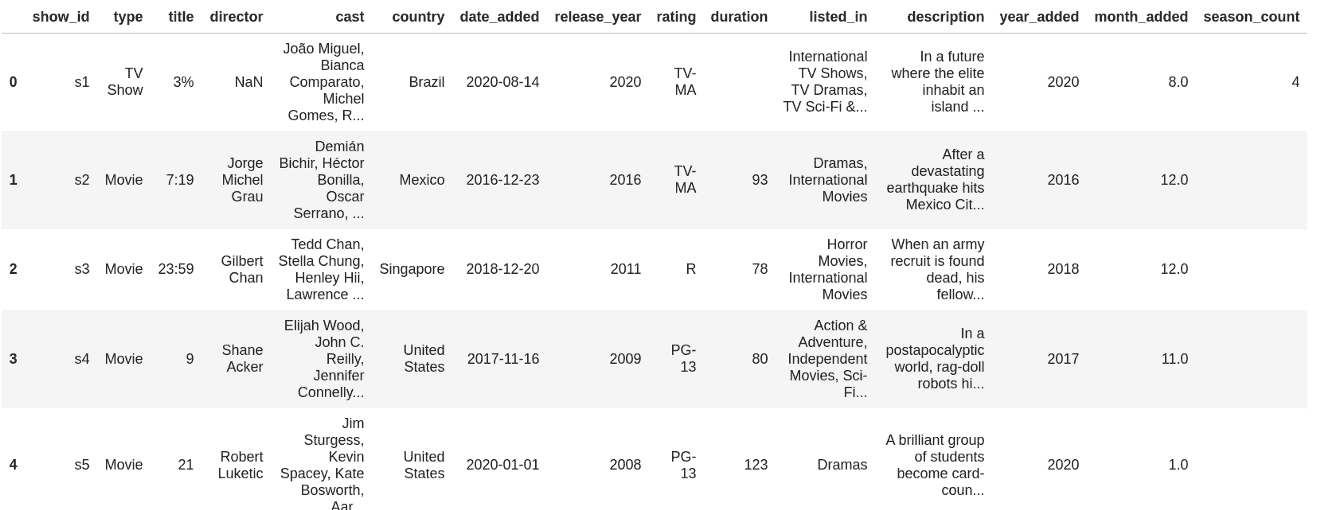 show_id type title director cast country date_added release_year rating duration listed_in description year_added month_added season_count
0 s1 TV Show 3% NaN João Miguel, Bianca Comparato, Michel Gomes, R... Brazil 2020-08-14 2020 TV-MA International TV Shows, TV Dramas, TV Sci-Fi &... In a future where the elite inhabit an island ... 2020 8.0 4
1 s2 Movie 7:19 Jorge Michel Grau Demián Bichir, Héctor Bonilla, Oscar Serrano, ... Mexico 2016-12-23 2016 TV-MA 93 Dramas, International Movies After a devastating earthquake hits Mexico Cit... 2016 12.0
2 s3 Movie 23:59 Gilbert Chan Tedd Chan, Stella Chung, Henley Hii, Lawrence ... Singapore 2018-12-20 2011 R 78 Horror Movies, International Movies When an army recruit is found dead, his fellow... 2018 12.0
3 s4 Movie 9 Shane Acker Elijah Wood, John C. Reilly, Jennifer Connelly... United States 2017-11-16 2009 PG-13 80 Action & Adventure, Independent Movies, Sci-Fi... In a postapocalyptic world, rag-doll robots hi... 2017 11.0
4 s5 Movie 21 Robert Luketic Jim Sturgess, Kevin Spacey, Kate Bosworth, Aar... United States 2020-01-01 2008 PG-13 123 Dramas A brilliant group of students become card-coun... 2020 1.0